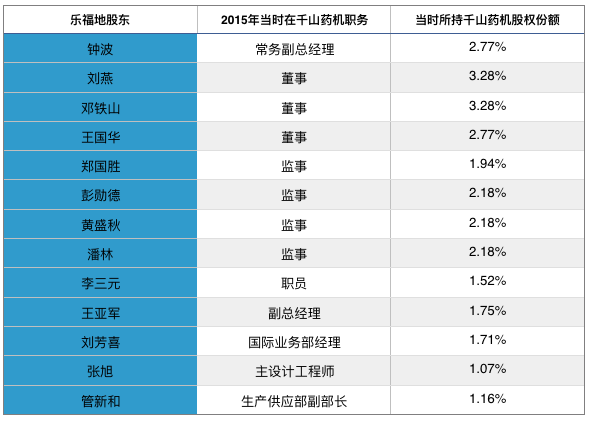 乐福地股东 2015年当时在千山药机职务 当时所持千山药机股权份额
钟波 常务副总经理 2.77%
刘燕 董事 3.28%
邓铁山 董事 3.28%
王国华 董事 2.77%
郑国胜 监事 1.94%
彭勋德 监事 2.18%
黄盛秋 监事 2.18%
潘林 监事 2.18%
李三元 职员 1.52%
王亚军 副总经理 1.75%
刘芳喜 国际业务部经理 1.71%
张旭 主设计工程师 1.07%
管新和 生产供应部副部长 1.16%